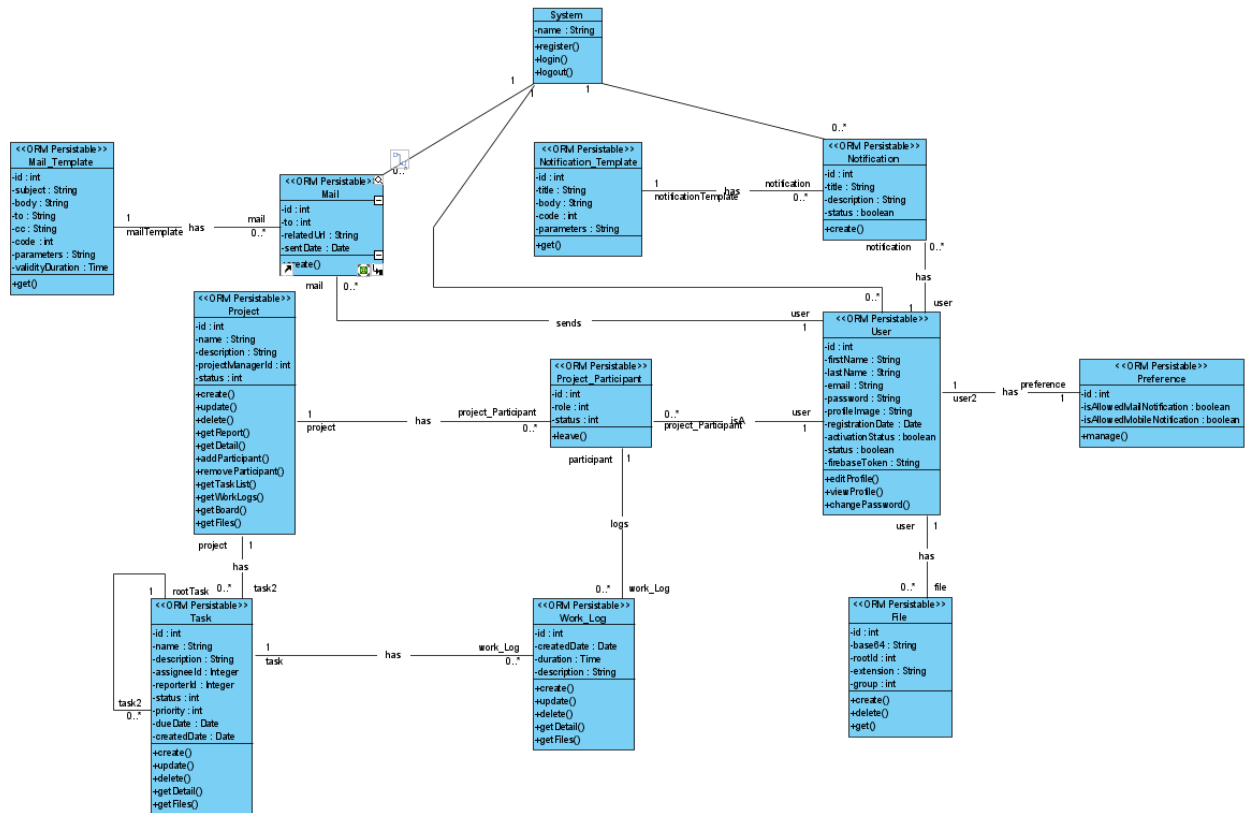 System
-name : String
+register()
+login()
+logout()
1
1
1
0..*
0..*
0..*
<<ORM Persistable>>
Mail_Template
-id : int
-subject : String
-body : String
-to : String
-cc : String
-code : int
-parameters : String
-validityDuration : Time
+get()
1
mailTemplate
has
mail
0..*
<<ORM Persistable>>
Mail
-id : int
-to : int
-relatedUrl : String
-sentDate : Date
+create()
mail
0..*
sends
user
1
<<ORM Persistable>>
Notification_Template
-id : int
-title : String
-body : String
-code : int
-parameters : String
+get()
1
notificationTemplate
has
notification
0..*
<<ORM Persistable>>
Notification
-id : int
-title : String
-description : String
-status : boolean
+create()
notification
0..*
has
1
user
<<ORM Persistable>>
Project
-id : int
-name : String
-description : String
-projectManagerId : int
-status : int
+create()
+update()
+delete()
+getReport()
+getDetail()
+addParticipant()
+removeParticipant()
+getTaskList()
+getWorkLogs()
+getBoard()
+getFiles()
1
project
has
project_Participant
0..*
<<ORM Persistable>>
Project_Participant
-id : int
-role : int
-status : int
+leave()
0..*
project_Participant
isA
user
1
<<ORM Persistable>>
User
-id : int
-firstName : String
-lastName : String
-email : String
-password : String
-profileImage : String
-registrationDate : Date
-activationStatus : boolean
-status : boolean
-firebaseToken : String
+editProfile()
+viewProfile()
+changePassword()
1
user2
has
preference
1
<<ORM Persistable>>
Preference
-id : int
-isAllowedMailNotification : boolean
-isAllowedMobileNotification : boolean
+manage()
participant
1
logs
0..*
work_Log
user
1
has
0..*
file
project
1
has
0..*
task2
1
rootTask
task2
0..*
<<ORM Persistable>>
Task
-id : int
-name : String
-description : String
-assigneeId : Integer
-reporterId : Integer
-status : int
-priority : int
-dueDate : Date
-createdDate : Date
+create()
+update()
+delete()
+getDetail()
+getFiles()
1
task
has
work_Log
0..*
<<ORM Persistable>>
Work_Log
-id : int
-createdDate : Date
-duration : Time
-description : String
+create()
+update()
+delete()
+getDetail()
+getFiles()
<<ORM Persistable>>
File
-id : int
-base64 : String
-rootId : int
-extension : String
-group : int
+create()
+delete()
+get()